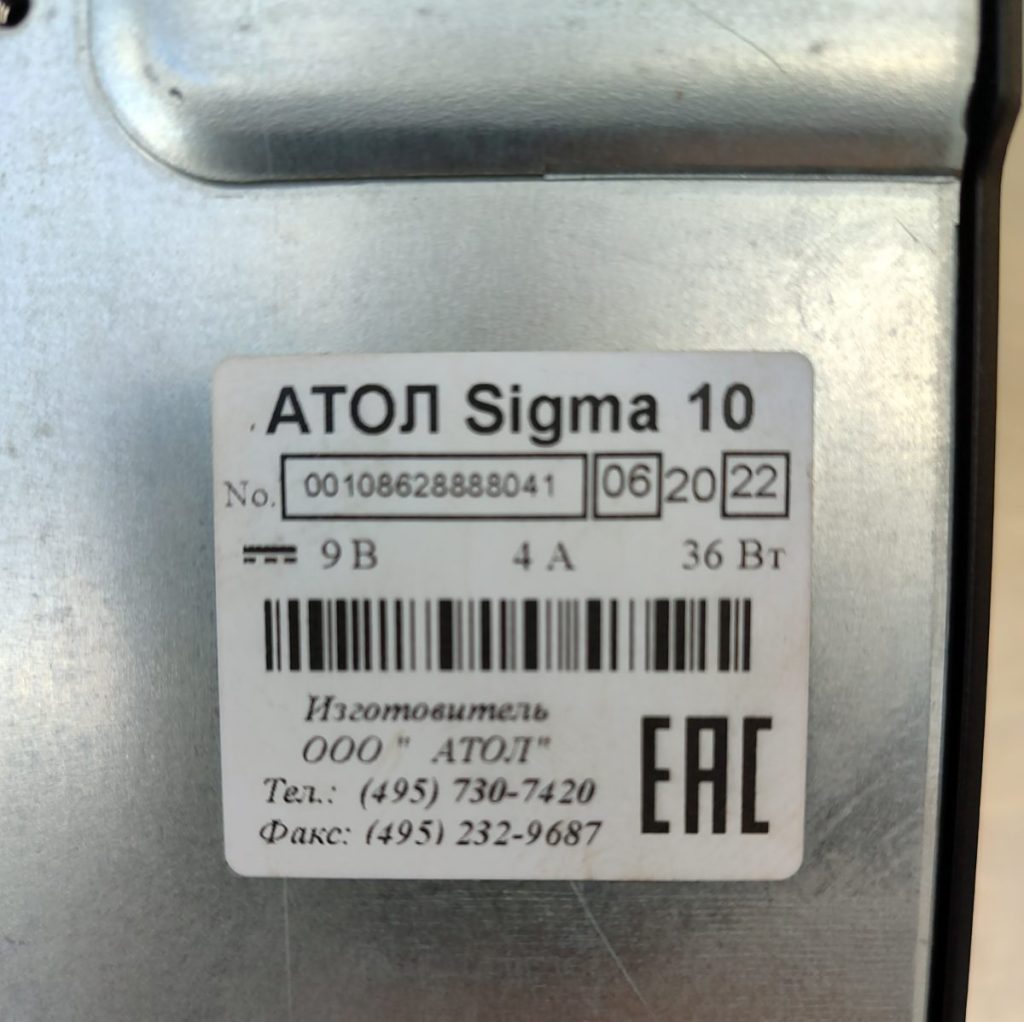 АТОЛ Sigma 10
No. 00108628888041 06 20 22
9 В 4 А 36 Вт
Изготовитель
ООО " АТОЛ"
Тел.: (495) 730-7420
Факс: (495) 232-9687
EAC